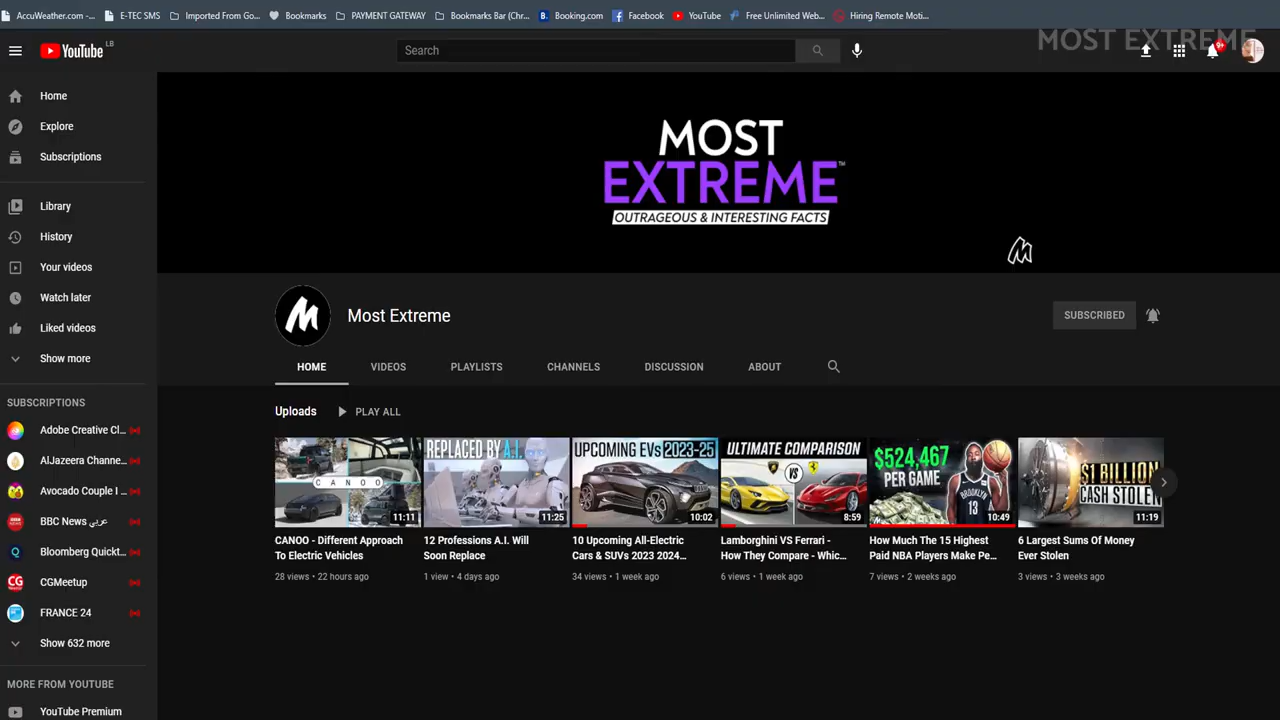 AccuWeather.com -...
E-TEC SMS
Imported From Go...
Bookmarks
PAYMENT GATEWAY
Bookmarks Bar (Chr...
Booking.com
Facebook
YouTube
Free Unlimited Web...
Hiring Remote Moti...
MOST EXTREME
YouTube LB
Search
9+
Home
Explore
Subscriptions
Library
History
Your videos
Watch later
Liked videos
Show more
SUBSCRIPTIONS
Adobe Creative Cl...
AlJazeera Channe...
Avocado Couple I ...
BBC News عربي
Bloomberg Quickt...
CGMeetup
FRANCE 24
Show 632 more
MORE FROM YOUTUBE
YouTube Premium
MOST
EXTREME™
OUTRAGEOUS & INTERESTING FACTS
Most Extreme
SUBSCRIBED
HOME
VIDEOS
PLAYLISTS
CHANNELS
DISCUSSION
ABOUT
Uploads
PLAY ALL
CANOO
11:11
CANOO - Different Approach
To Electric Vehicles
28 views • 22 hours ago
REPLACED BY A.I.
11:25
12 Professions A.I. Will
Soon Replace
1 view • 4 days ago
UPCOMING EVs 2023-25
10:02
10 Upcoming All-Electric
Cars & SUVs 2023 2024...
34 views • 1 week ago
ULTIMATE COMPARISON
VS
8:59
Lamborghini VS Ferrari -
How They Compare - Whic...
6 views • 1 week ago
$524,467
PER GAME
BROOKLYN
13
10:49
How Much The 15 Highest
Paid NBA Players Make Pe...
7 views • 2 weeks ago
$1 BILLION
CASH STOLEN
11:19
6 Largest Sums Of Money
Ever Stolen
3 views • 3 weeks ago